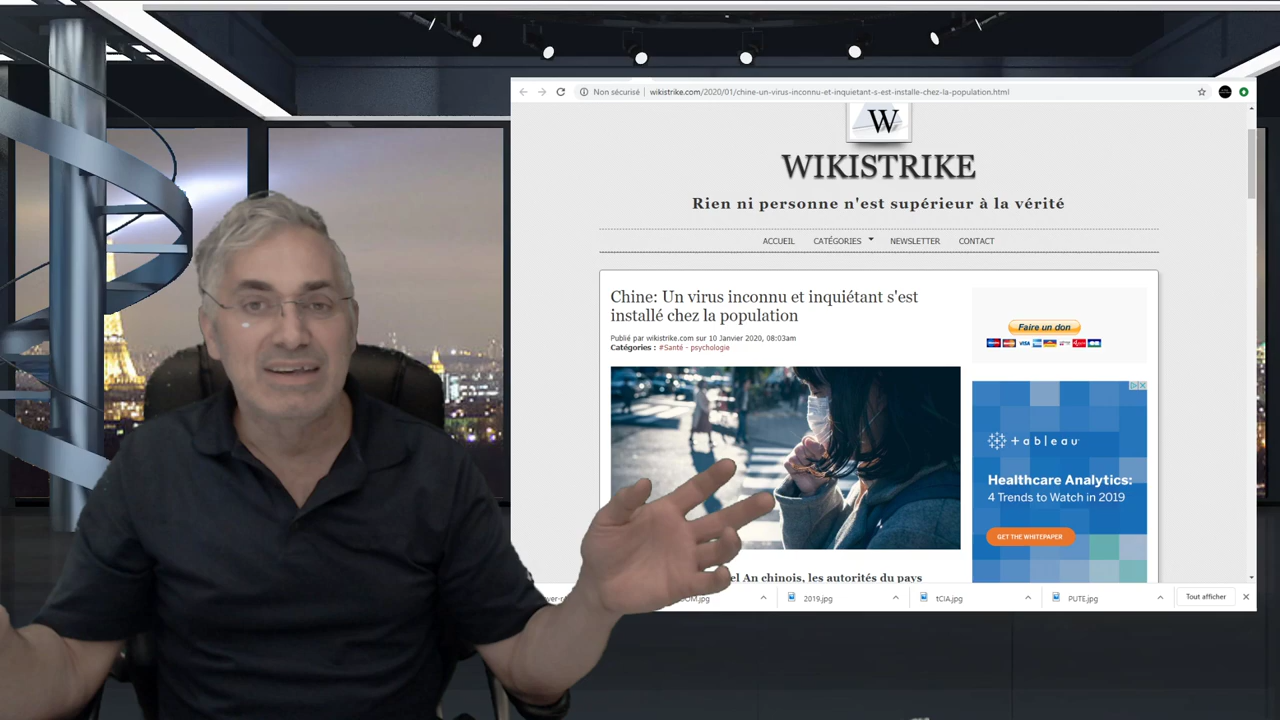 Non sécurisé | wikistrike.com/2020/01/chine-un-virus-inconnu-et-inquietant-s-est-installe-chez-la-population.html
W
WIKISTRIKE
Rien ni personne n'est supérieur à la vérité
ACCUEIL CATÉGORIES NEWSLETTER CONTACT
Chine: Un virus inconnu et inquiétant s'est
installé chez la population
Publié par wikistrike.com sur 10 Janvier 2020, 08:03am
Catégories : #Santé - psychologie
Faire un don
VISA
+ableau
Healthcare Analytics:
4 Trends to Watch in 2019
GET THE WHITEPAPER
An chinois, les autorités du pays
2019.jpg
tCIA.jpg
PUTE.jpg
Tout afficher